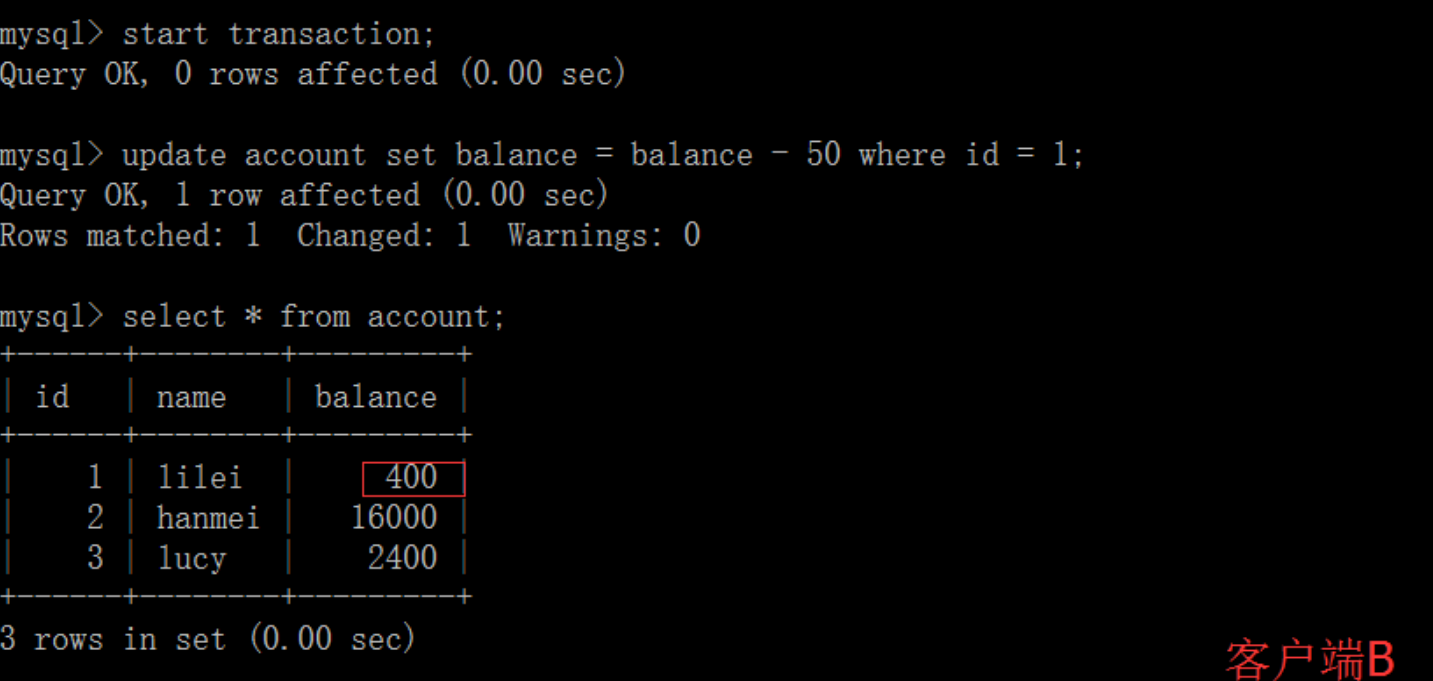 mysql> start transaction;
Query OK, 0 rows affected (0.00 sec)
mysql> update account set balance = balance - 50 where id = 1;
Query OK, 1 row affected (0.00 sec)
Rows matched: 1  Changed: 1  Warnings: 0
mysql> select * from account;
+------+--------+---------+
| id   | name   | balance |
+------+--------+---------+
|    1 | lilei  |     400 |
|    2 | hanmei |   16000 |
|    3 | lucy   |    2400 |
+------+--------+---------+
3 rows in set (0.00 sec)
客户端B